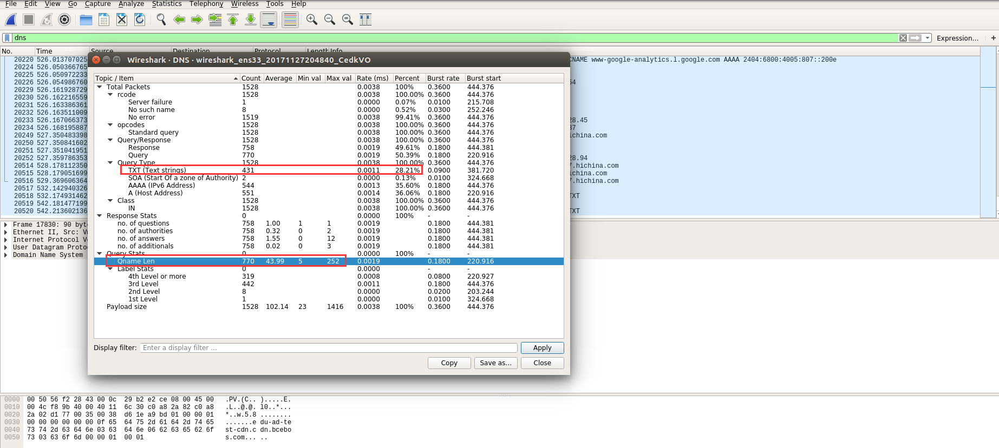 File Edit View Go Capture Analyze Statistics Telephony Wireless Tools Help
dns
Expression… +
No. Time Source Destination Protocol Length Info
20220 526.013707025 CNAME www-google-analytics.l.google.com AAAA 2404:6800:4005:807::200e
20224 526.050366765
20225 526.050972233
20226 526.054986760 54
20229 526.161928729
20230 526.162216559
20231 526.163386361
20232 526.163511009
20233 526.167066373 28.45
20234 526.168195887 37
20249 527.350483398 ichina.com
20250 527.350841602
20251 527.351041951
20252 527.359786353 28.94
20514 528.178112350 7.hichina.com
20515 528.179051699 ichina.com
20516 529.369606364 7.hichina.com
20517 532.142940326
20518 532.174931462 TXT
20519 542.181477199
20520 542.213602136 TXT
Wireshark · DNS · wireshark_ens33_20171127204840_CedkVO
Topic / Item Count Average Min val Max val Rate (ms) Percent Burst rate Burst start
Total Packets 1528 0.0038 100% 0.3600 444.376
rcode 1528 0.0038 100.00% 0.3600 444.376
Server failure 1 0.0000 0.07% 0.0100 215.708
No such name 8 0.0000 0.52% 0.0300 252.246
No error 1519 0.0038 99.41% 0.3600 444.376
opcodes 1528 0.0038 100.00% 0.3600 444.376
Standard query 1528 0.0038 100.00% 0.3600 444.376
Query/Response 1528 0.0038 100.00% 0.3600 444.376
Response 758 0.0019 49.61% 0.1800 444.381
Query 770 0.0019 50.39% 0.1800 220.916
Query Type 1528 0.0038 100.00% 0.3600 444.376
TXT (Text strings) 431 0.0011 28.21% 0.0900 381.720
SOA (Start Of a zone of Authority) 2 0.0000 0.13% 0.0100 324.668
AAAA (IPv6 Address) 544 0.0013 35.60% 0.1800 444.376
A (Host Address) 551 0.0014 36.06% 0.1800 220.916
Class 1528 0.0038 100.00% 0.3600 444.376
IN 1528 0.0038 100.00% 0.3600 444.376
Response Stats 0 0.0000 100% - -
no. of questions 758 1.00 1 1 0.0019 0.1800 444.381
no. of authorities 758 0.32 0 2 0.0019 0.1800 444.381
no. of answers 758 1.55 0 12 0.0019 0.1800 444.381
no. of additionals 758 0.02 0 3 0.0019 0.1800 444.381
Query Stats 0 0.0000 100% - -
Qname Len 770 43.99 5 252 0.0019 0.1800 220.916
Label Stats 0 0.0000 - -
4th Level or more 319 0.0008 0.0800 220.927
3rd Level 442 0.0011 0.1800 444.376
2nd Level 8 0.0000 0.0200 203.244
1st Level 1 0.0000 0.0100 324.668
Payload size 1528 102.14 23 1416 0.0038 100% 0.3600 444.376
Display filter: Enter a display filter … Apply
Copy Save as… Close
Frame 17830: 90 byt
Ethernet II, Src: V
Internet Protocol V
User Datagram Proto
Domain Name System
0000 00 50 56 f2 28 43 00 0c 29 b2 e2 ce 08 00 45 00 .PV.(C.. ).....E.
0010 00 4c f8 9b 40 00 40 11 6c 30 c0 a8 2a 82 c0 a8 .L..@.@. l0..*...
0020 2a 02 d1 77 00 35 00 38 d6 1e a9 bd 01 00 00 01 *..w.5.8 ........
0030 00 00 00 00 00 00 0f 65 64 75 2d 61 64 2d 74 65 .......e du-ad-te
0040 73 74 2d 63 64 6e 03 63 64 6e 06 62 63 65 62 6f st-cdn.c dn.bcebo
0050 73 03 63 6f 6d 00 00 01 00 01 s.com... ..